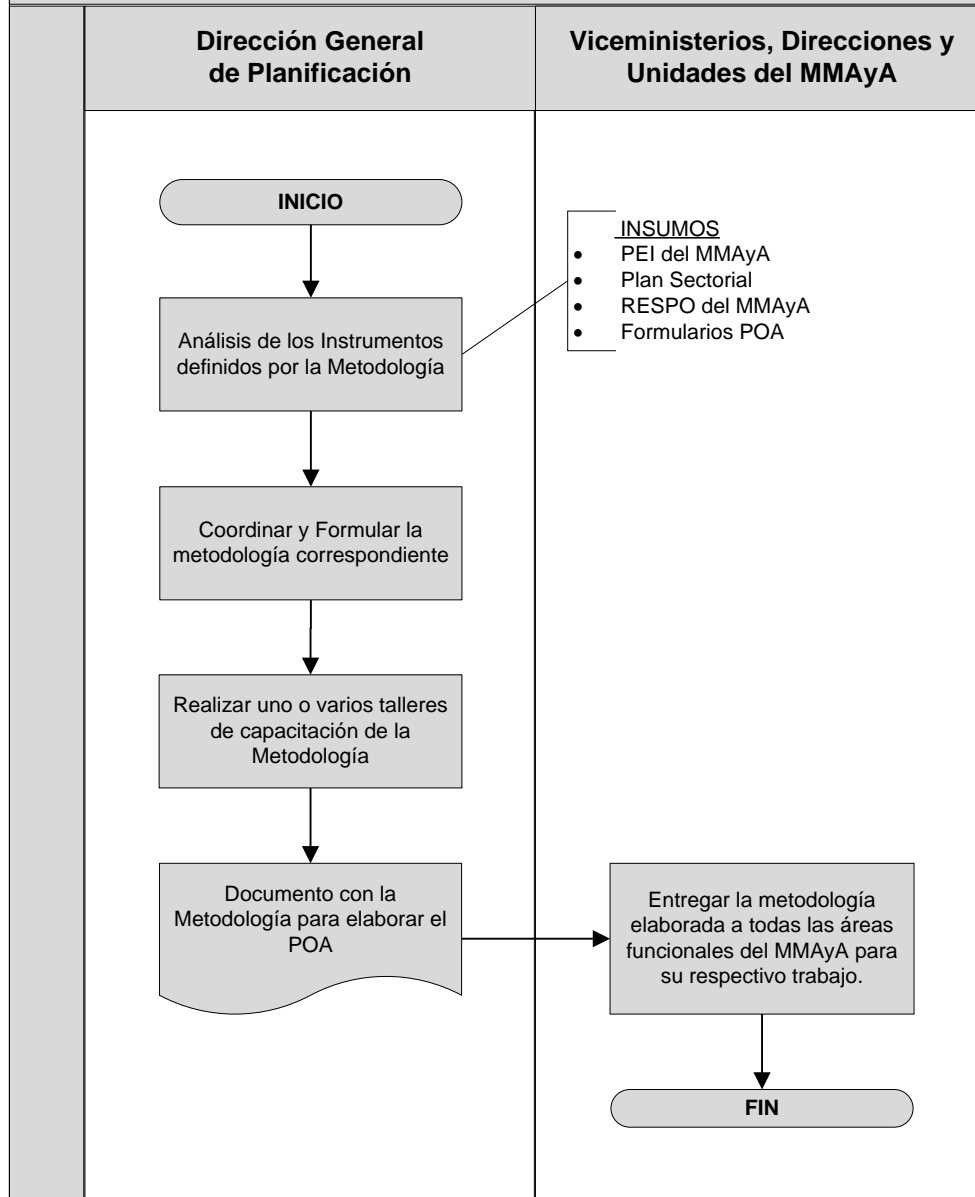 Dirección General
de Planificación
Viceministerios, Direcciones y
Unidades del MMAyA
INICIO
INSUMOS
• PEI del MMAyA
• Plan Sectorial
• RESPO del MMAyA
• Formularios POA
Análisis de los Instrumentos
definidos por la Metodología
Coordinar y Formular la
metodología correspondiente
Realizar uno o varios talleres
de capacitación de la
Metodología
Documento con la
Metodología para elaborar el
POA
Entregar la metodología
elaborada a todas las áreas
funcionales del MMAyA para
su respectivo trabajo.
FIN